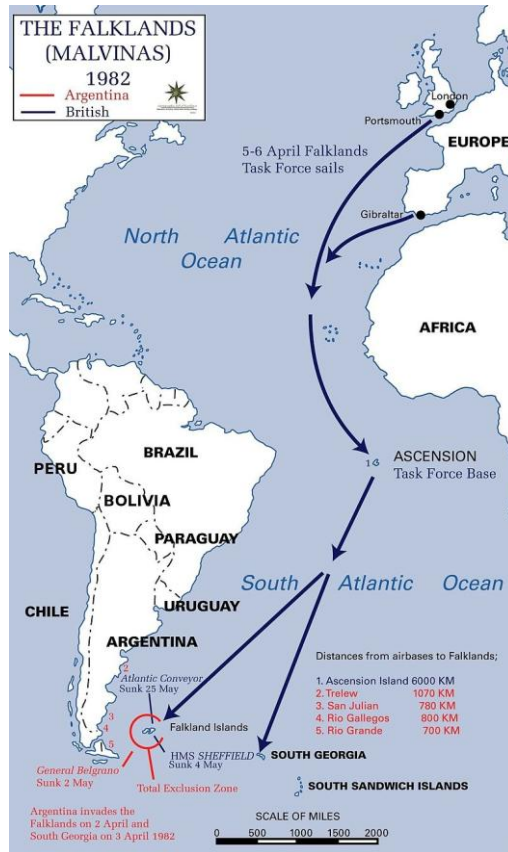 THE FALKLANDS
(MALVINAS)
1982
Argentina
British
London
Portsmouth
EUROPE
5-6 April Falklands
Task Force sails
Gibraltar
North Atlantic
Ocean
AFRICA
BRAZIL
PERU
1
ASCENSION
Task Force Base
BOLIVIA
PARAGUAY
South Atlantic Ocean
URUGUAY
CHILE
ARGENTINA
2
Atlantic Conveyor
Sunk 25 May
3
4
5
Falkland Islands
Distances from airbases to Falklands;
1. Ascension Island 6000 KM
2. Trelew 1070 KM
3. San Julian 780 KM
4. Rio Gallegos 800 KM
5. Rio Grande 700 KM
HMS SHEFFIELD
Sunk 4 May
SOUTH GEORGIA
General Belgrano
Sunk 2 May
Total Exclusion Zone
SOUTH SANDWICH ISLANDS
Argentina invades the
Falklands on 2 April and
South Georgia on 3 April 1982
SCALE OF MILES
0 500 1000 1500 2000